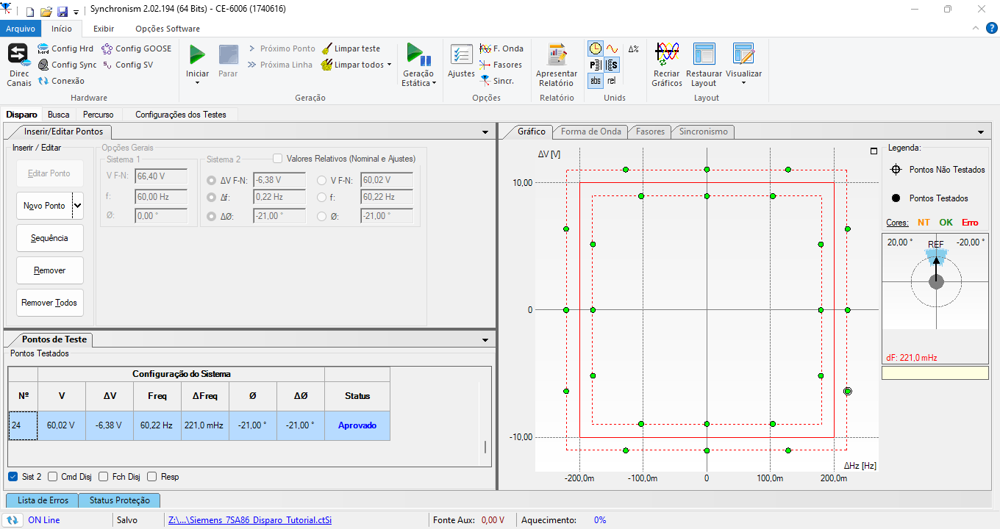 Synchronism 2.02.194 (64 Bits) - CE-6006 (1740616)
Arquivo Início Exibir Opções Software
Direc Canais
Config Hrd
Config Sync
Conexão
Config GOOSE
Config SV
Hardware
Iniciar
Parar
Próximo Ponto
Próxima Linha
Limpar teste
Limpar todos
Geração Estática
Geração
Ajustes
F. Onda
Fasores
Sincr.
Opções
Apresentar Relatório
Relatório
Δ%
P
S
abs rel
Unids
Recriar Gráficos
Restaurar Layout
Visualizar
Layout
Disparo Busca Percurso Configurações dos Testes
Inserir/Editar Pontos
Inserir / Editar
Editar Ponto
Novo Ponto
Sequência
Remover
Remover Todos
Opções Gerais
Sistema 1
V F-N: 66,40 V
f: 60,00 Hz
Ø: 0,00 °
Sistema 2 Valores Relativos (Nominal e Ajustes)
ΔV F-N: -6,38 V V F-N: 60,02 V
Δf: 0,22 Hz f: 60,22 Hz
ΔØ: -21,00 ° Ø: -21,00 °
Pontos de Teste
Pontos Testados
Configuração do Sistema
Nº V ΔV Freq ΔFreq Ø ΔØ Status
24 60,02 V -6,38 V 60,22 Hz 221,0 mHz -21,00 ° -21,00 ° Aprovado
Sist 2 Cmd Disj Fch Disj Resp
Gráfico Forma de Onda Fasores Sincronismo
ΔV [V]
10,00
0
-10,00
ΔHz [Hz]
-200,0m -100,0m 0 100,0m 200,0m
Legenda:
Pontos Não Testados
Pontos Testados
Cores: NT OK Erro
20,00 ° REF -20,00 °
dF: 221,0 mHz
Lista de Erros Status Proteção
ON Line Salvo Z:\...\Siemens_7SA86_Disparo_Tutorial.ctSi Fonte Aux: 0,00 V Aquecimento: 0%